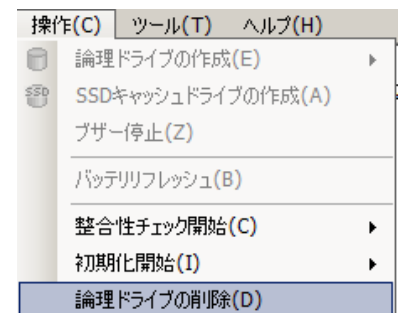 操作(C) ツール(T) ヘルプ(H)
論理ドライブの作成(E)
SSD
SSDキャッシュドライブの作成(A)
ブザー停止(Z)
バッテリリフレッシュ(B)
整合性チェック開始(C)
初期化開始(I)
論理ドライブの削除(D)